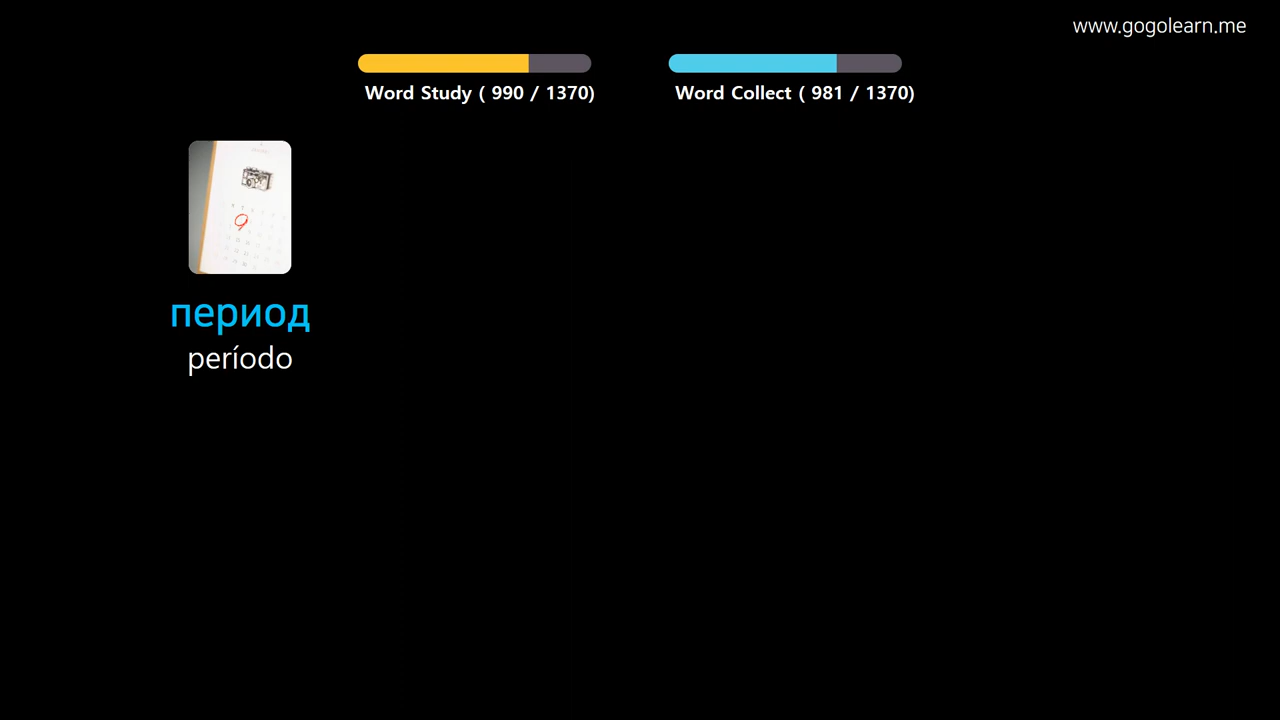 www.gogolearn.me
Word Study ( 990 / 1370)
Word Collect ( 981 / 1370)
период
período